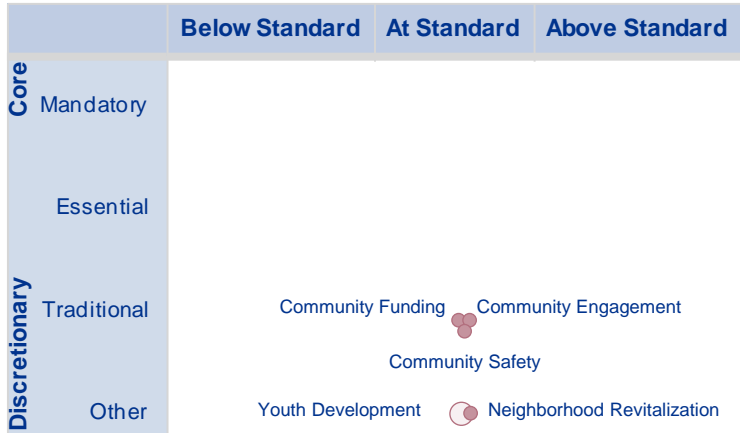 Below Standard At Standard Above Standard
Core
Mandatory
Essential
Discretionary
Traditional
Community Funding Community Engagement
Community Safety
Other
Youth Development Neighborhood Revitalization